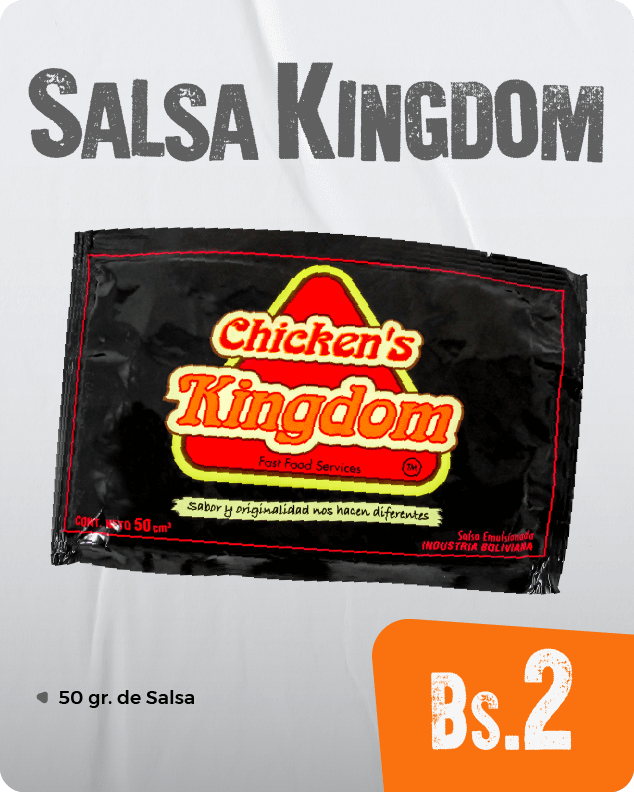 SALSA KINGDOM
Chicken's
Kingdom
Fast Food Services
TM
Sabor y originalidad nos hacen diferentes
CONT. NETO 50 cm³
Salsa Emulsionada
INDUSTRIA BOLIVIANA
50 gr. de Salsa
Bs.2